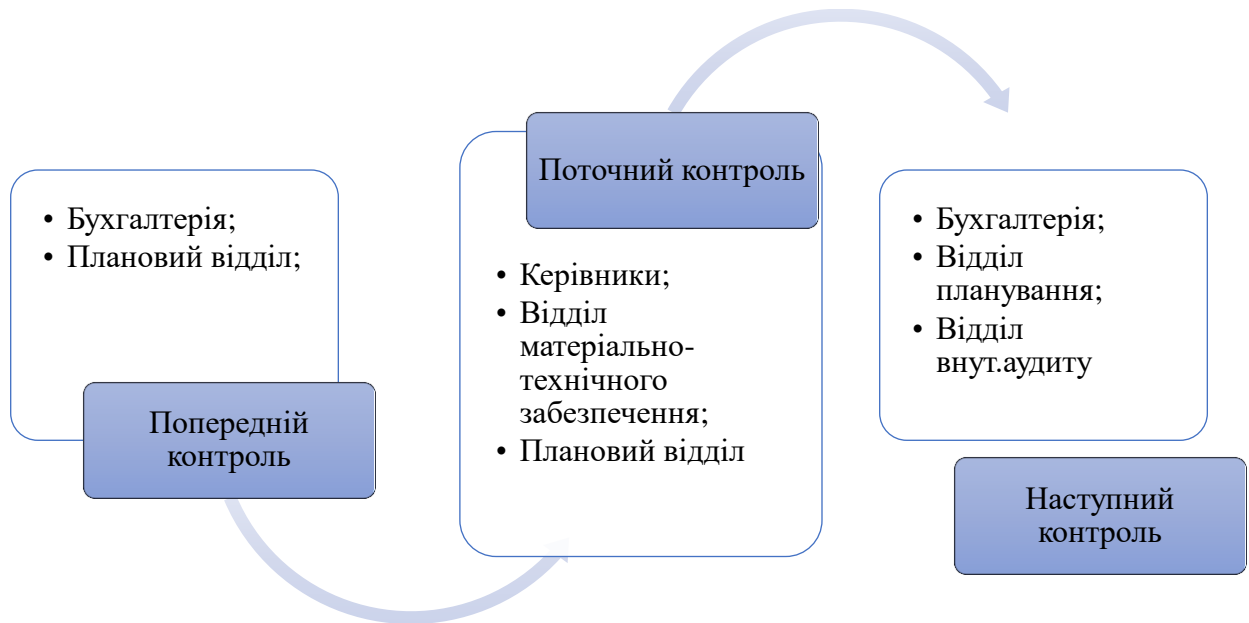 • Бухгалтерія;
• Плановий відділ;
Попередній
контроль
Поточний контроль
• Керівники;
• Відділ
матеріально-
технічного
забезпечення;
• Плановий відділ
• Бухгалтерія;
• Відділ
планування;
• Відділ
внут.аудиту
Наступний
контроль